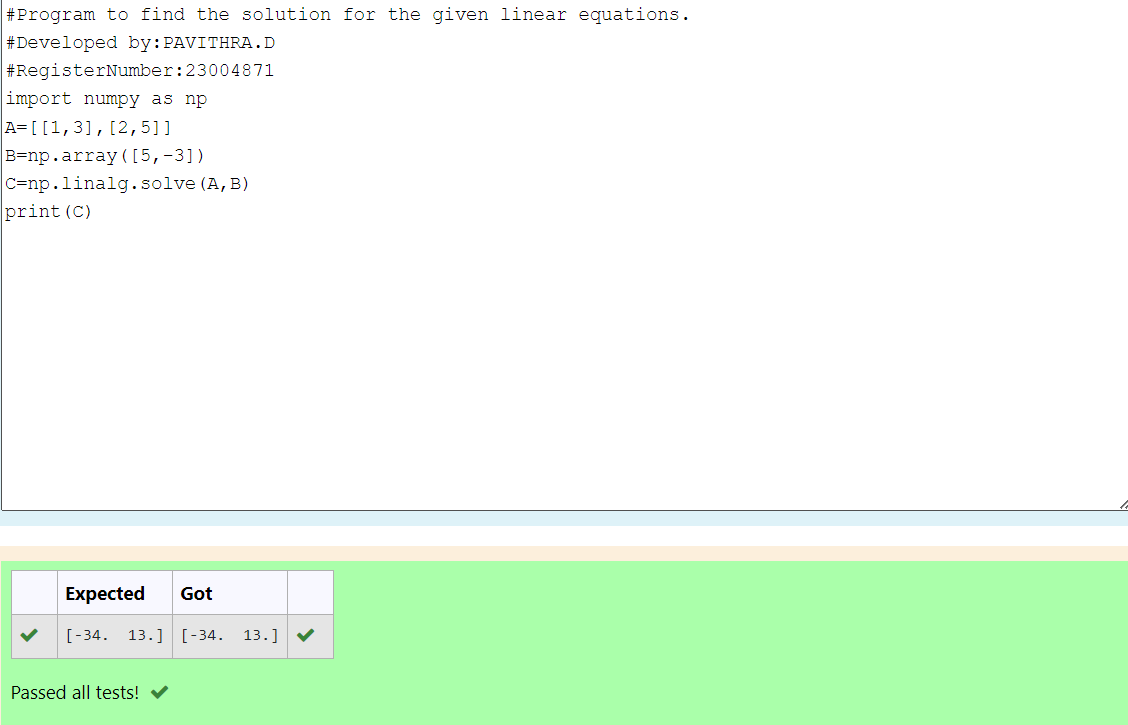 #Program to find the solution for the given linear equations.
#Developed by:PAVITHRA.D
#RegisterNumber:23004871
import numpy as np
A=[[1,3],[2,5]]
B=np.array([5,-3])
C=np.linalg.solve(A,B)
print(C)
Expected Got
[-34.  13.] [-34.  13.]
Passed all tests!